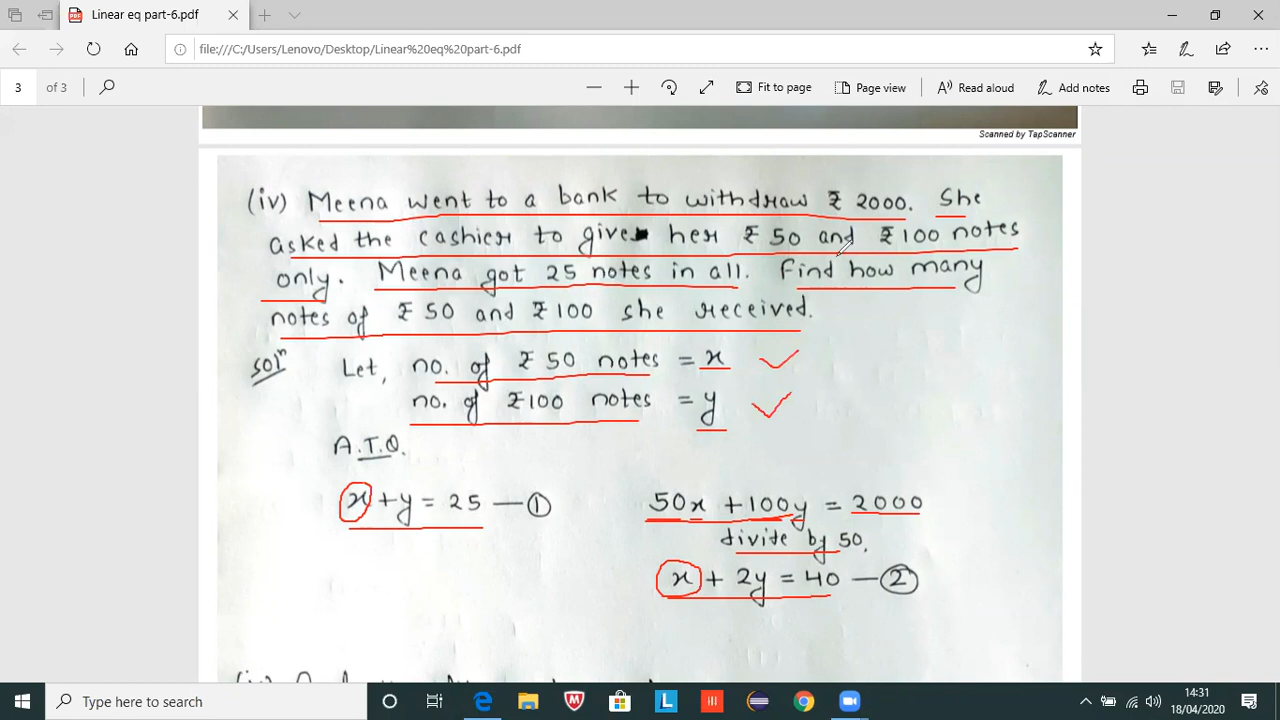 Linear eq part-6.pdf
file:///C:/Users/Lenovo/Desktop/Linear%20eq%20part-6.pdf
3 of 3 Fit to page Page view Read aloud Add notes
Scanned by TapScanner
(iv) Meena went to a bank to withdraw ₹ 2000. She
asked the cashier to give her ₹ 50 and ₹100 notes
only. Meena got 25 notes in all. Find how many
notes of ₹ 50 and ₹100 she received.
Solⁿ Let, no. of ₹ 50 notes = x
no. of ₹100 notes = y
A.T.Q.
x + y = 25 — ① 50x + 100y = 2000
divite by 50.
x + 2y = 40 — ②
Type here to search
14:31
18/04/2020